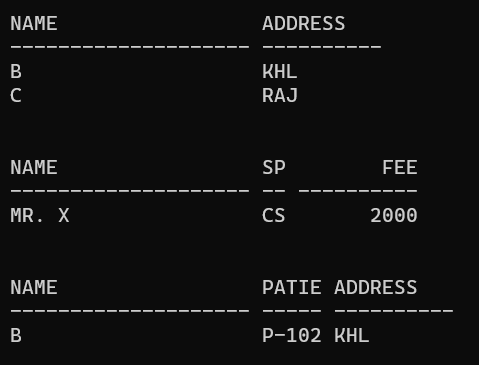 NAME                 ADDRESS
-------------------- ----------
B                    KHL
C                    RAJ
NAME                 SP        FEE
-------------------- -- ----------
MR. X                CS       2000
NAME                 PATIE ADDRESS
-------------------- ----- ----------
B                    P-102 KHL